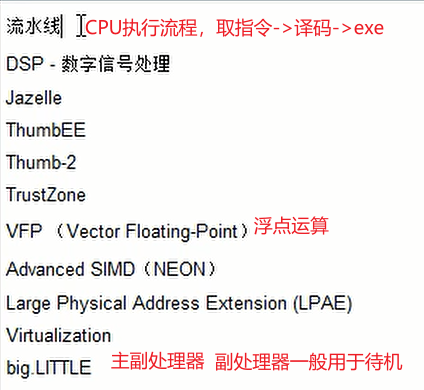 流水线 CPU执行流程，取指令->译码->exe
DSP - 数字信号处理
Jazelle
ThumbEE
Thumb-2
TrustZone
VFP （Vector Floating-Point）浮点运算
Advanced SIMD（NEON）
Large Physical Address Extension (LPAE)
Virtualization
big.LITTLE 主副处理器 副处理器一般用于待机